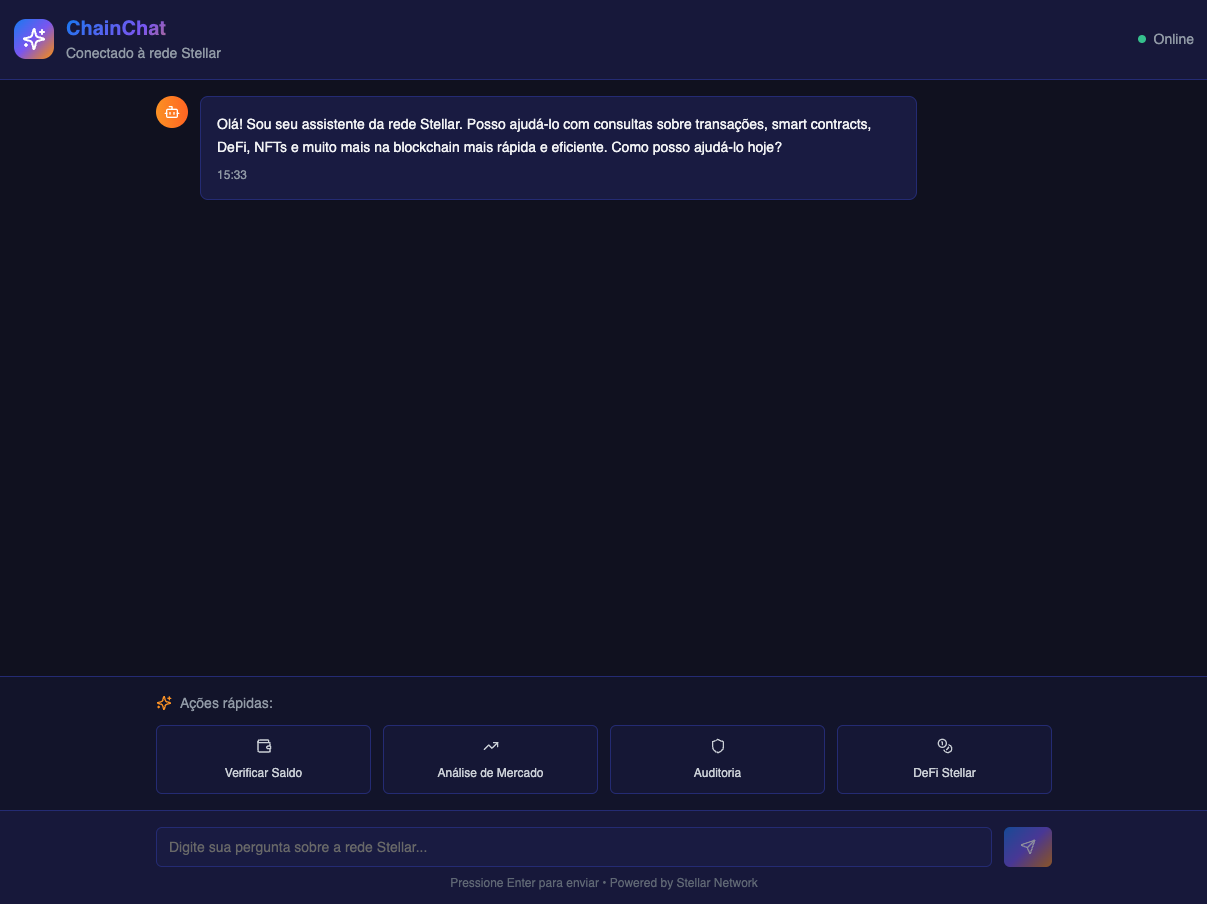 ChainChat
Conectado à rede Stellar
Online
Olá! Sou seu assistente da rede Stellar. Posso ajudá-lo com consultas sobre transações, smart contracts,
DeFi, NFTs e muito mais na blockchain mais rápida e eficiente. Como posso ajudá-lo hoje?
15:33
Ações rápidas:
Verificar Saldo
Análise de Mercado
Auditoria
DeFi Stellar
Digite sua pergunta sobre a rede Stellar...
Pressione Enter para enviar • Powered by Stellar Network